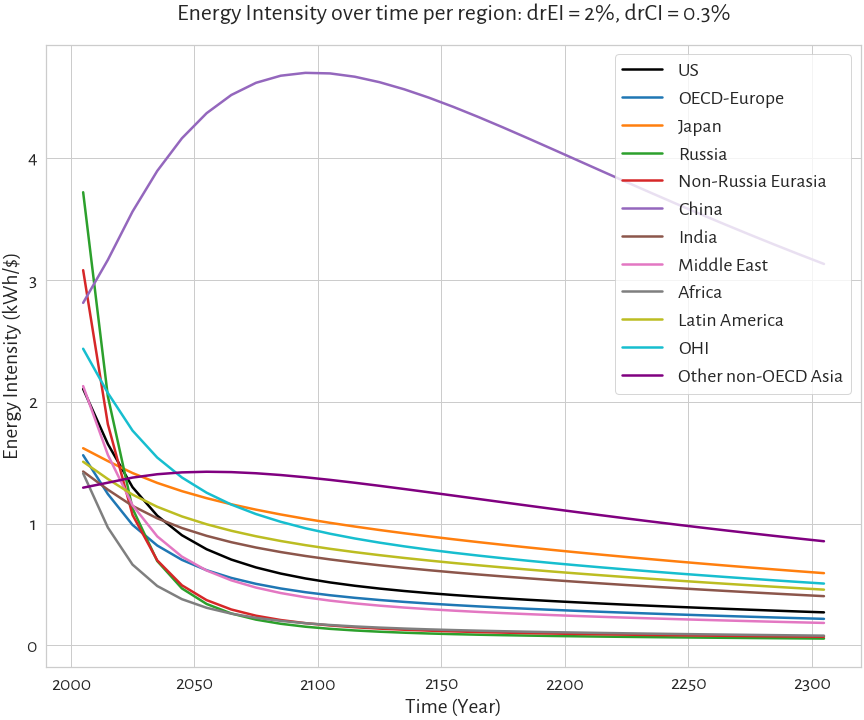 Energy Intensity over time per region: drEI = 2%, drCI = 0.3%
Energy Intensity (kWh/$)
4
3
2
1
0
US
OECD-Europe
Japan
Russia
Non-Russia Eurasia
China
India
Middle East
Africa
Latin America
OHI
Other non-OECD Asia
2000 2050 2100 2150 2200 2250 2300
Time (Year)